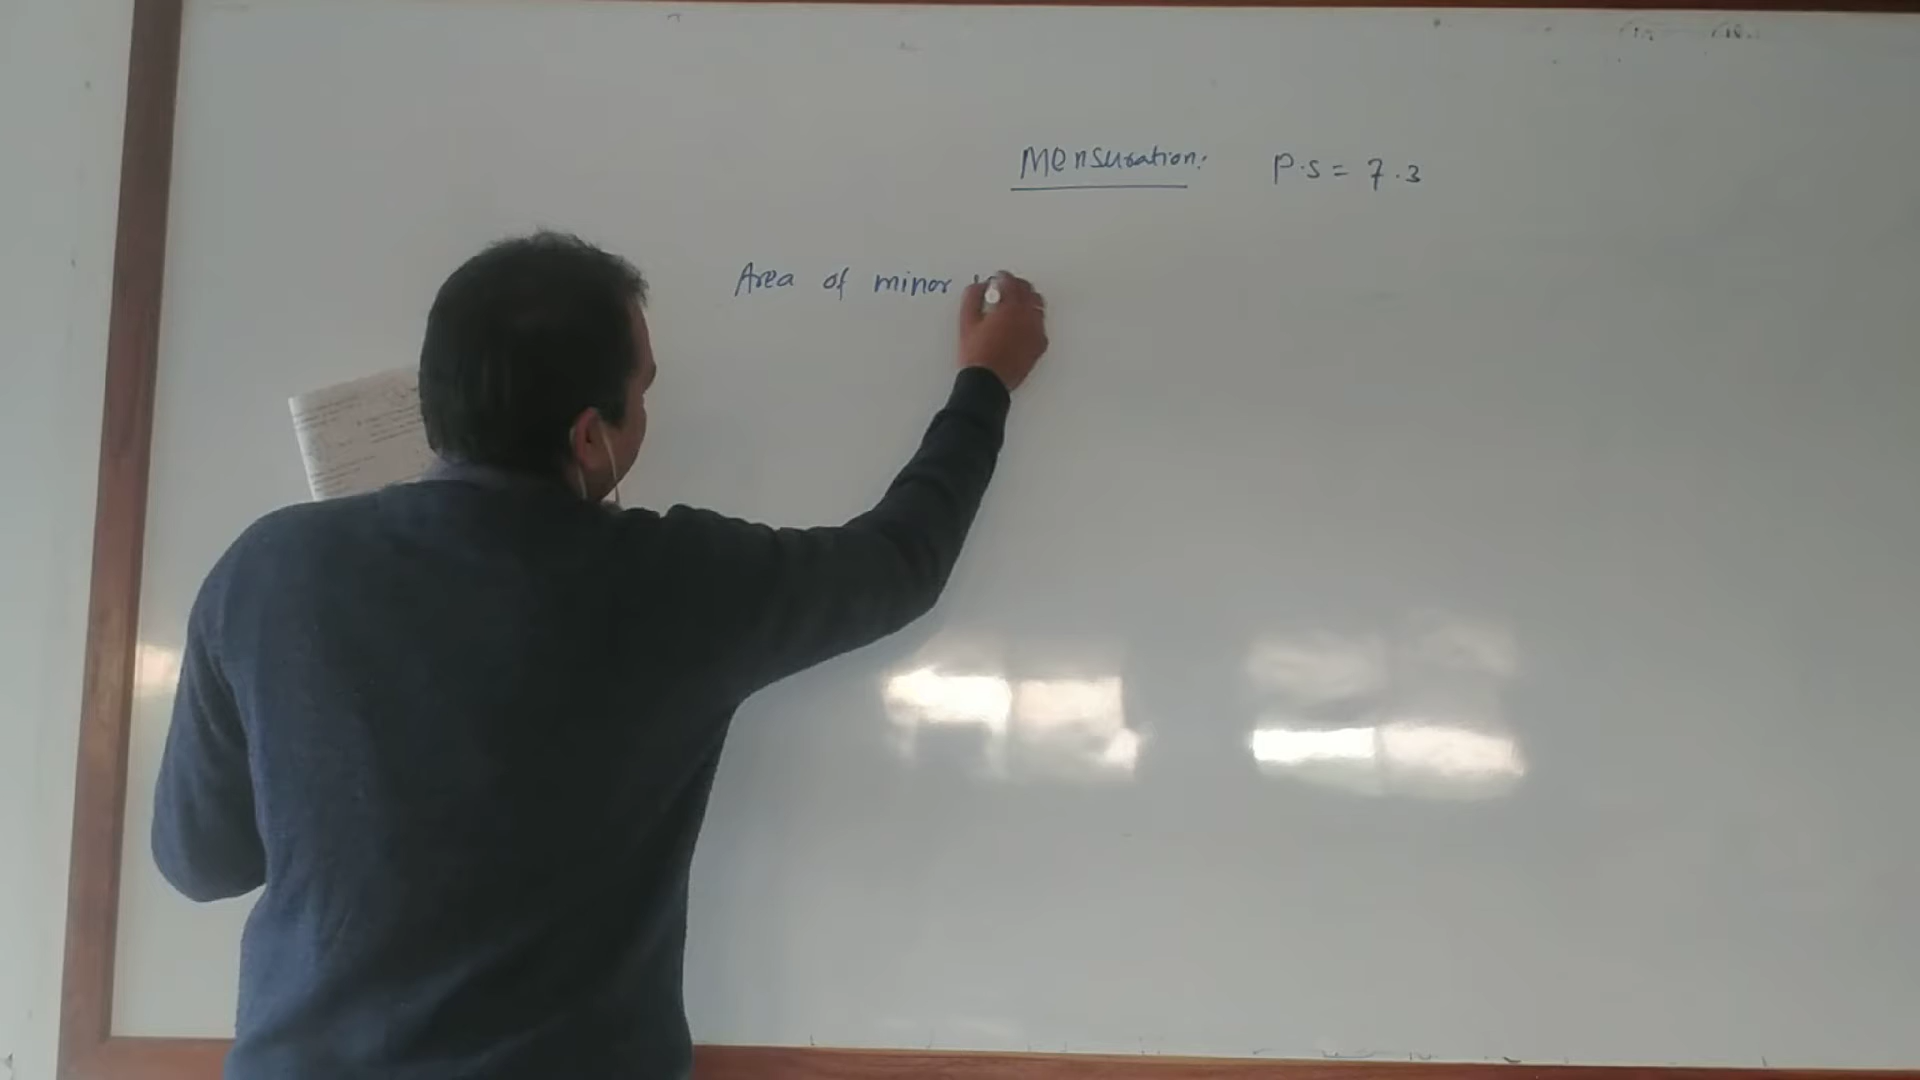 Mensuration: P.S = 7.3
Area of minor